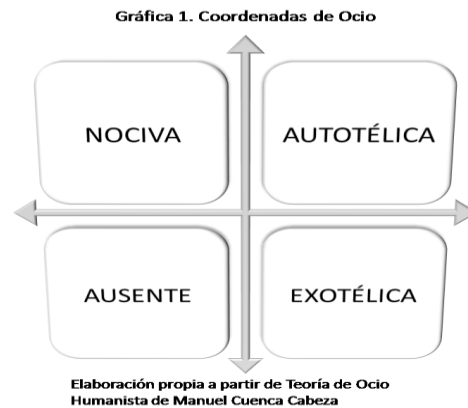 Gráfica 1. Coordenadas de Ocio
NOCIVA
AUTOTÉLICA
AUSENTE
EXOTÉLICA
Elaboración propia a partir de Teoría de Ocio
Humanista de Manuel Cuenca Cabeza